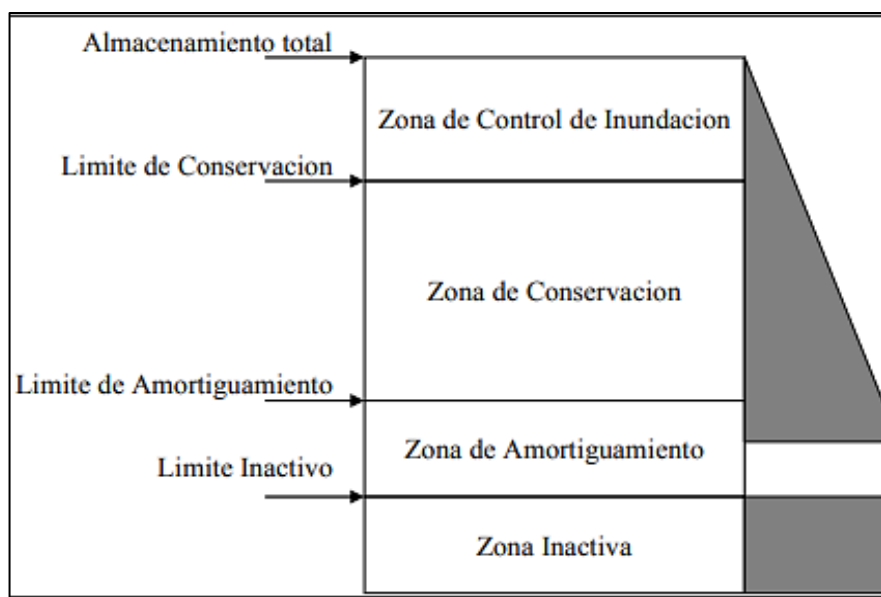 Almacenamiento total
Zona de Control de Inundacion
Limite de Conservacion
Zona de Conservacion
Limite de Amortiguamiento
Zona de Amortiguamiento
Limite Inactivo
Zona Inactiva